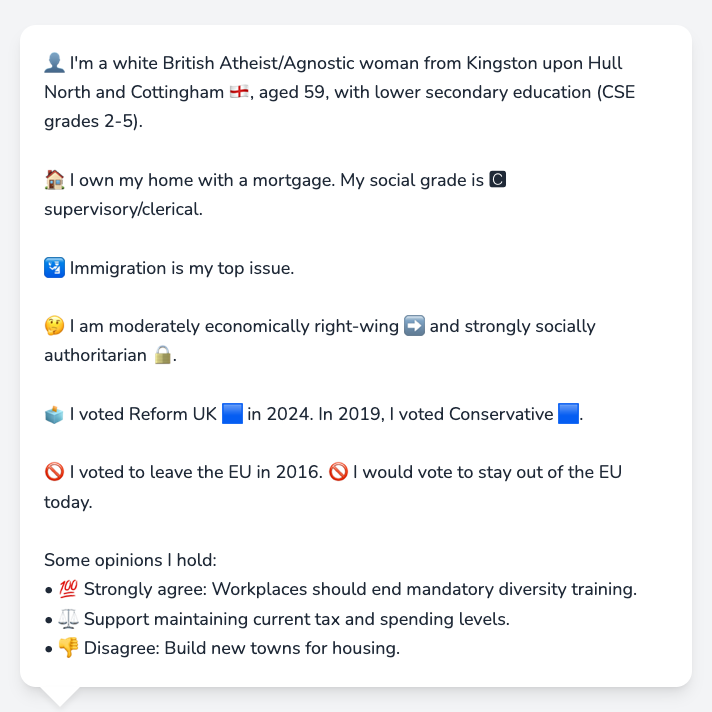 👤 I'm a white British Atheist/Agnostic woman from Kingston upon Hull
North and Cottingham 🏴󠁧󠁢󠁥󠁮󠁧󠁿, aged 59, with lower secondary education (CSE
grades 2-5).
🏠 I own my home with a mortgage. My social grade is 🅲
supervisory/clerical.
🛂 Immigration is my top issue.
🤔 I am moderately economically right-wing ➡️ and strongly socially
authoritarian 🔒.
🗳️ I voted Reform UK 🟦 in 2024. In 2019, I voted Conservative 🟦.
🚫 I voted to leave the EU in 2016. 🚫 I would vote to stay out of the EU
today.
Some opinions I hold:
• 💯 Strongly agree: Workplaces should end mandatory diversity training.
• ⚖️ Support maintaining current tax and spending levels.
• 👎 Disagree: Build new towns for housing.